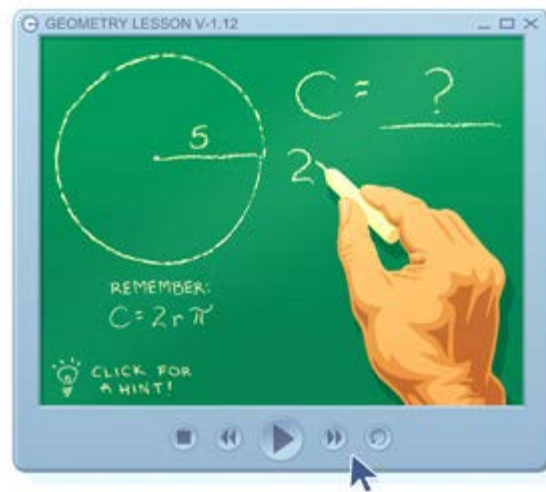 GEOMETRY LESSON V-1.12
5
C = ?
2
REMEMBER:
C = 2rπ
CLICK FOR
A HINT!